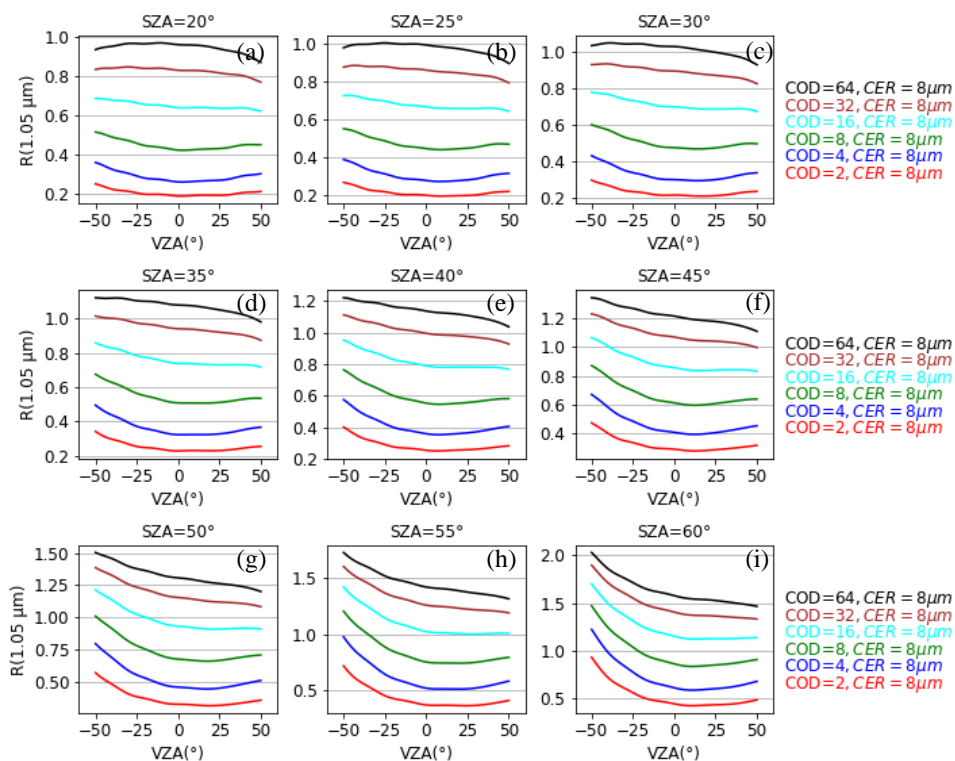 SZA=20° SZA=25° SZA=30°
1.0 (a) 1.0 (b) 1.0 (c)
0.8 0.8 0.8
0.6 0.6 0.6
0.4 0.4 0.4
0.2 0.2 0.2
R(1.05 μm)
−50 −25 0 25 50 −50 −25 0 25 50 −50 −25 0 25 50
VZA(°) VZA(°) VZA(°)
COD=64, CER = 8μm
COD=32, CER = 8μm
COD=16, CER = 8μm
COD=8, CER = 8μm
COD=4, CER = 8μm
COD=2, CER = 8μm
SZA=35° SZA=40° SZA=45°
(d) 1.2 (e) 1.2 (f)
1.0 1.0 1.0
0.8 0.8 0.8
0.6 0.6 0.6
0.4 0.4 0.4
0.2 0.2
R(1.05 μm)
−50 −25 0 25 50 −50 −25 0 25 50 −50 −25 0 25 50
VZA(°) VZA(°) VZA(°)
COD=64, CER = 8μm
COD=32, CER = 8μm
COD=16, CER = 8μm
COD=8, CER = 8μm
COD=4, CER = 8μm
COD=2, CER = 8μm
SZA=50° SZA=55° SZA=60°
1.50 (g) (h) 2.0 (i)
1.25 1.5 1.5
1.00 1.0 1.0
0.75 0.5 0.5
0.50
R(1.05 μm)
−50 −25 0 25 50 −50 −25 0 25 50 −50 −25 0 25 50
VZA(°) VZA(°) VZA(°)
COD=64, CER = 8μm
COD=32, CER = 8μm
COD=16, CER = 8μm
COD=8, CER = 8μm
COD=4, CER = 8μm
COD=2, CER = 8μm